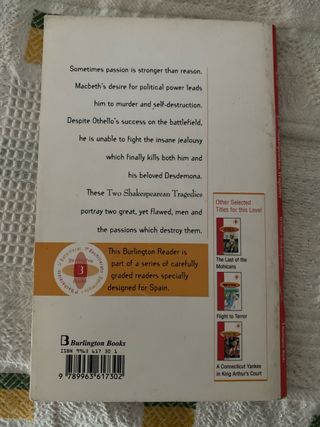 Sometimes passion is stronger than reason.
Macbeth's desire for political power leads
him to murder and self-destruction.
Despite Othello's success on the battlefield,
he is unable to fight the insane jealousy
which finally kills both him and
his beloved Desdemona.
These Two Shakespearean Tragedies
portray two great, yet flawed, men and
the passions which destroy them.
Other Selected
Titles for this Level
The Last of the
Mohicans
Flight to Terror
A Connecticut Yankee
in King Arthur's Court
3
This Burlington Reader is
part of a series of carefully
graded readers specially
designed for Spain.
B Burlington Books
ISBN 9963 617 30 1
9 789963 617302